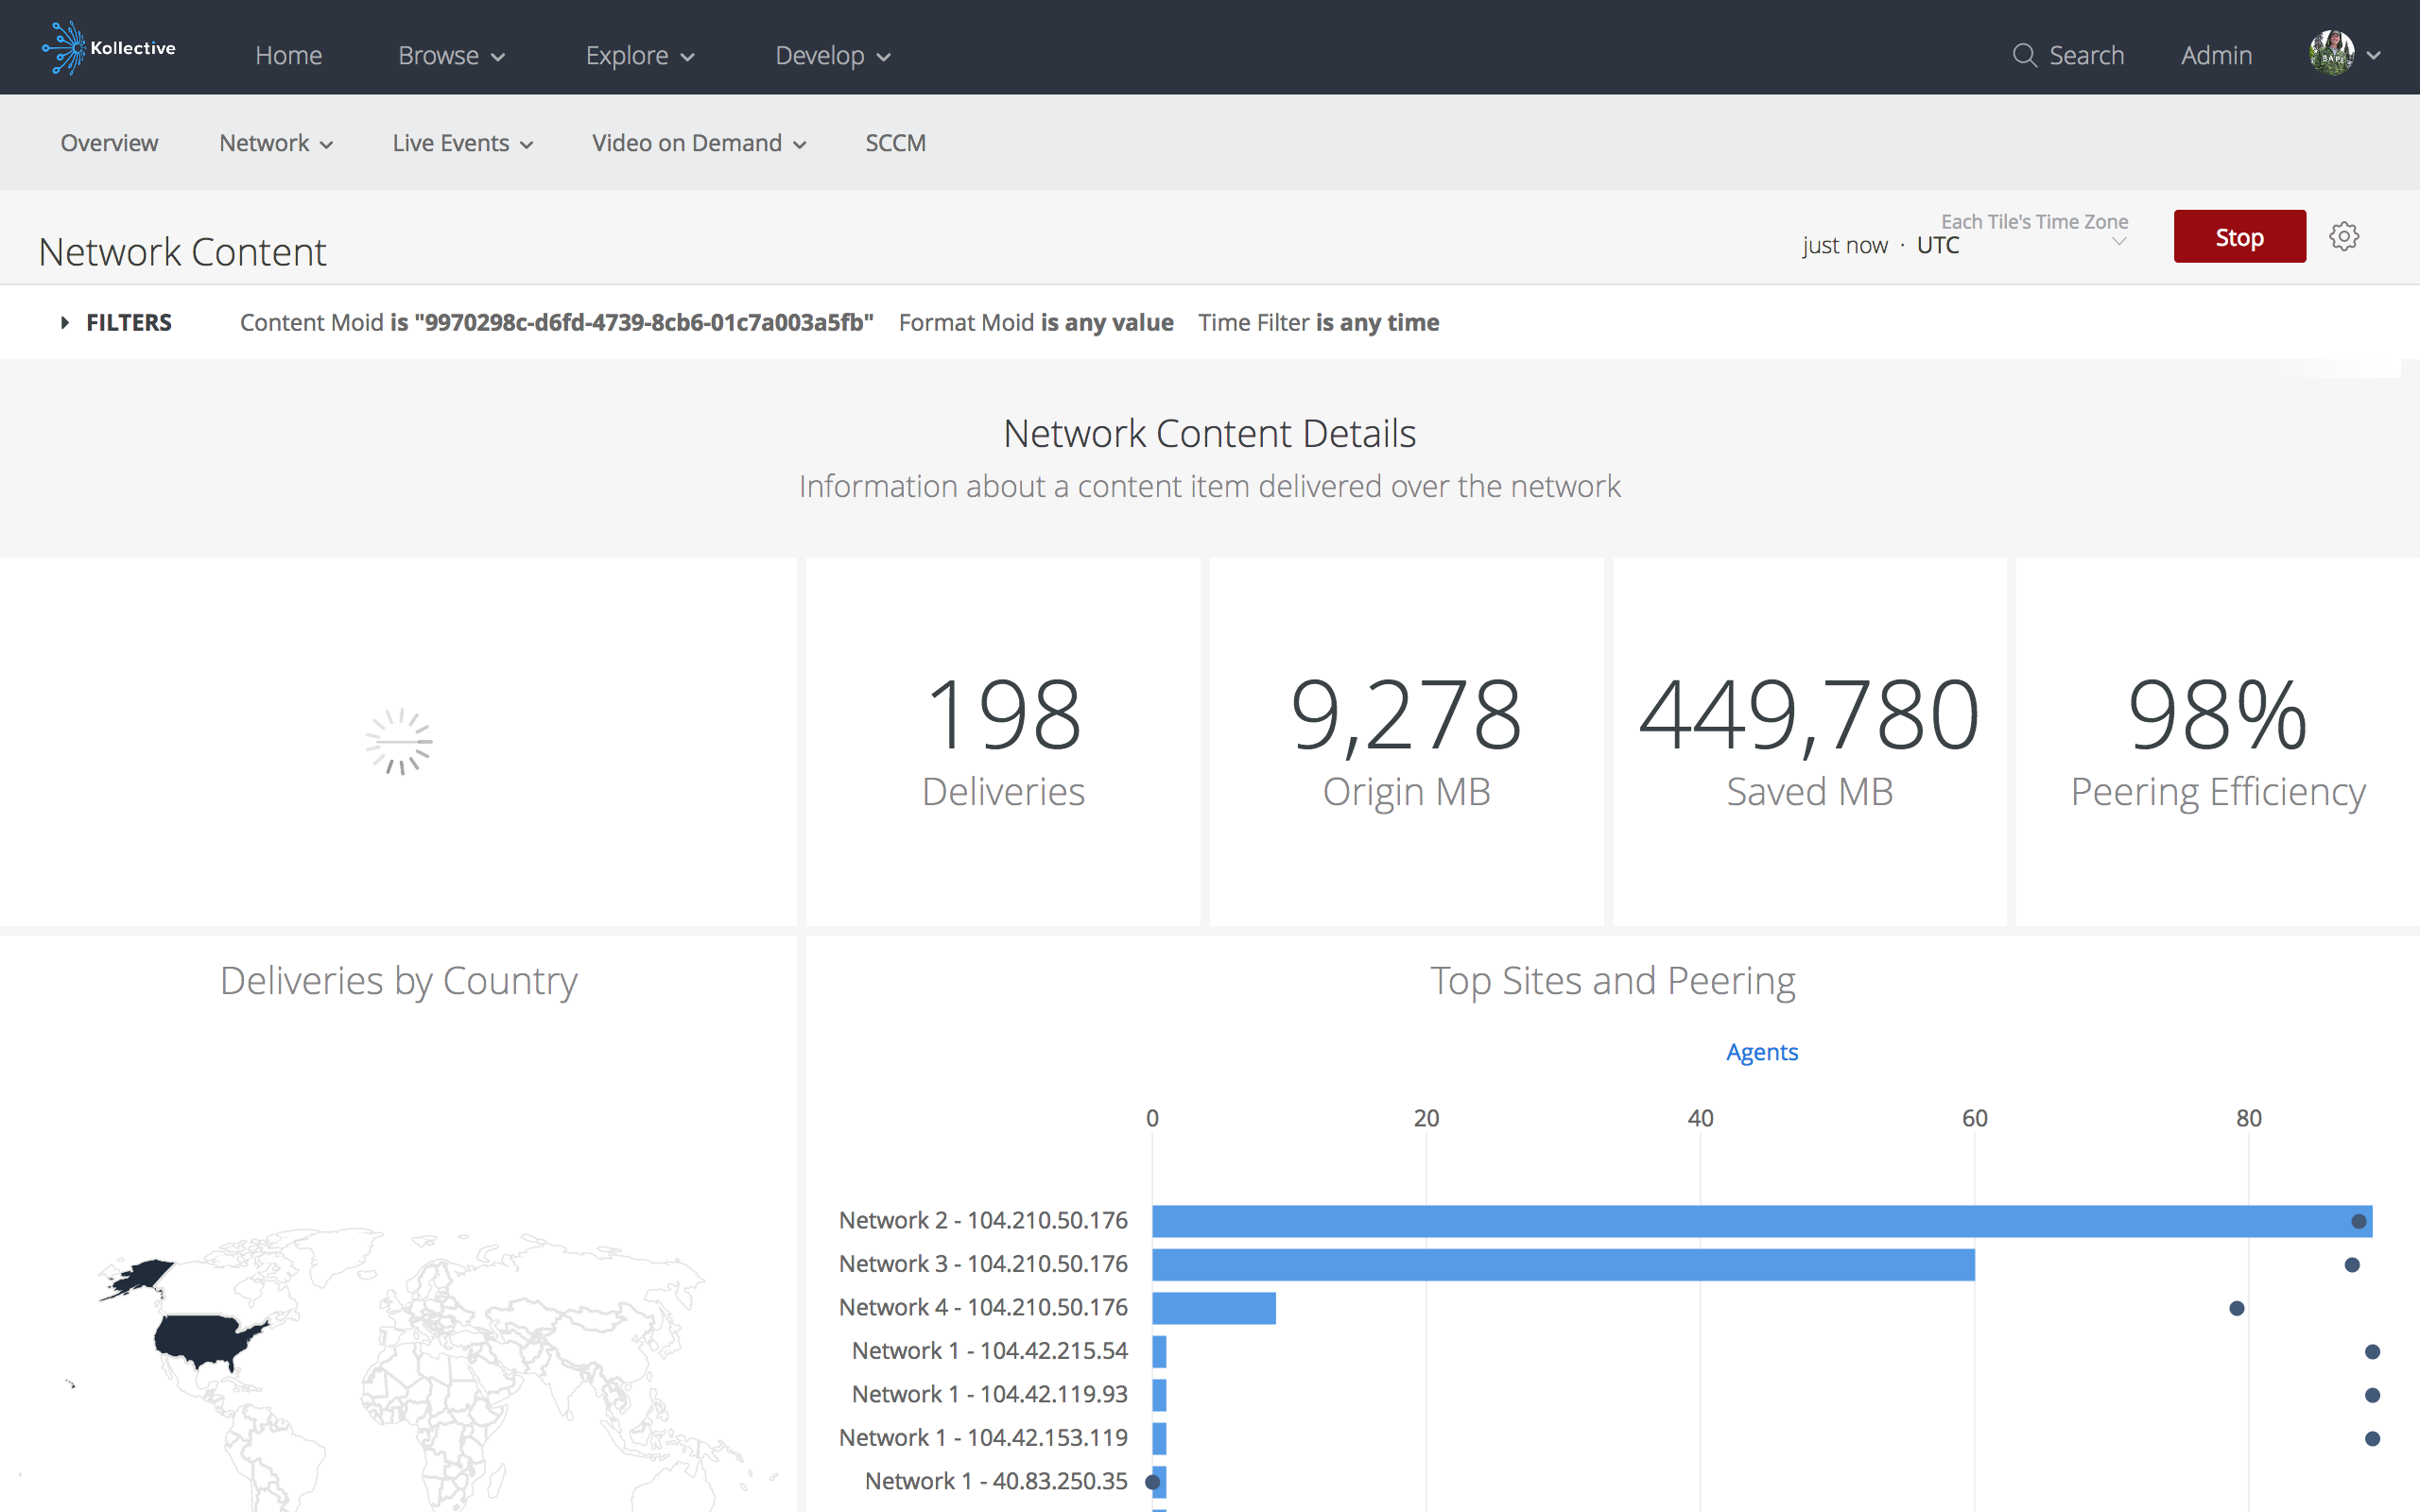 Kollective
Home
Browse
Explore
Develop
Search
Admin
Overview
Network
Live Events
Video on Demand
SCCM
Network Content
Each Tile's Time Zone
just now · UTC
Stop
FILTERS
Content Moid is "9970298c-d6fd-4739-8cb6-01c7a003a5fb" Format Moid is any value Time Filter is any time
Network Content Details
Information about a content item delivered over the network
198
Deliveries
9,278
Origin MB
449,780
Saved MB
98%
Peering Efficiency
Deliveries by Country
Top Sites and Peering
Agents
0 20 40 60 80
Network 2 - 104.210.50.176
Network 3 - 104.210.50.176
Network 4 - 104.210.50.176
Network 1 - 104.42.215.54
Network 1 - 104.42.119.93
Network 1 - 104.42.153.119
Network 1 - 40.83.250.35